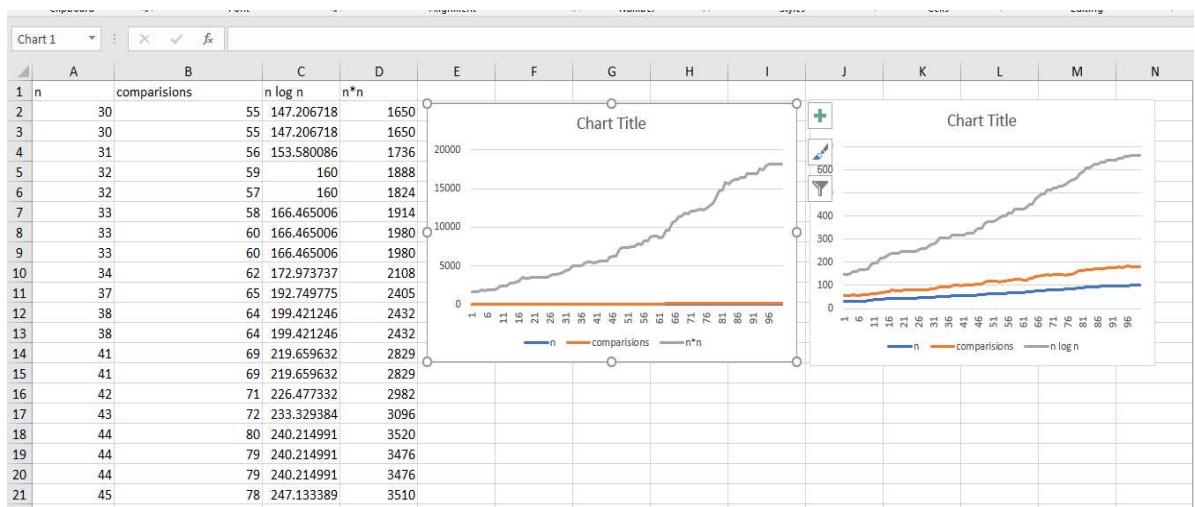 Clipboard Font Alignment Number Styles Cells Editing
Chart 1 fx
A B C D E F G H I J K L M N
1 n comparisions n log n n*n
2 30 55 147.206718 1650
3 30 55 147.206718 1650
4 31 56 153.580086 1736
5 32 59 160 1888
6 32 57 160 1824
7 33 58 166.465006 1914
8 33 60 166.465006 1980
9 33 60 166.465006 1980
10 34 62 172.973737 2108
11 37 65 192.749775 2405
12 38 64 199.421246 2432
13 38 64 199.421246 2432
14 41 69 219.659632 2829
15 41 69 219.659632 2829
16 42 71 226.477332 2982
17 43 72 233.329384 3096
18 44 80 240.214991 3520
19 44 79 240.214991 3476
20 44 79 240.214991 3476
21 45 78 247.133389 3510
Chart Title
20000
15000
10000
5000
0
1 6 11 16 21 26 31 36 41 46 51 56 61 66 71 76 81 86 91 96
n comparisions n*n
Chart Title
600
400
300
200
100
0
1 6 11 16 21 26 31 36 41 46 51 56 61 66 71 76 81 86 91 96
n comparisions n log n